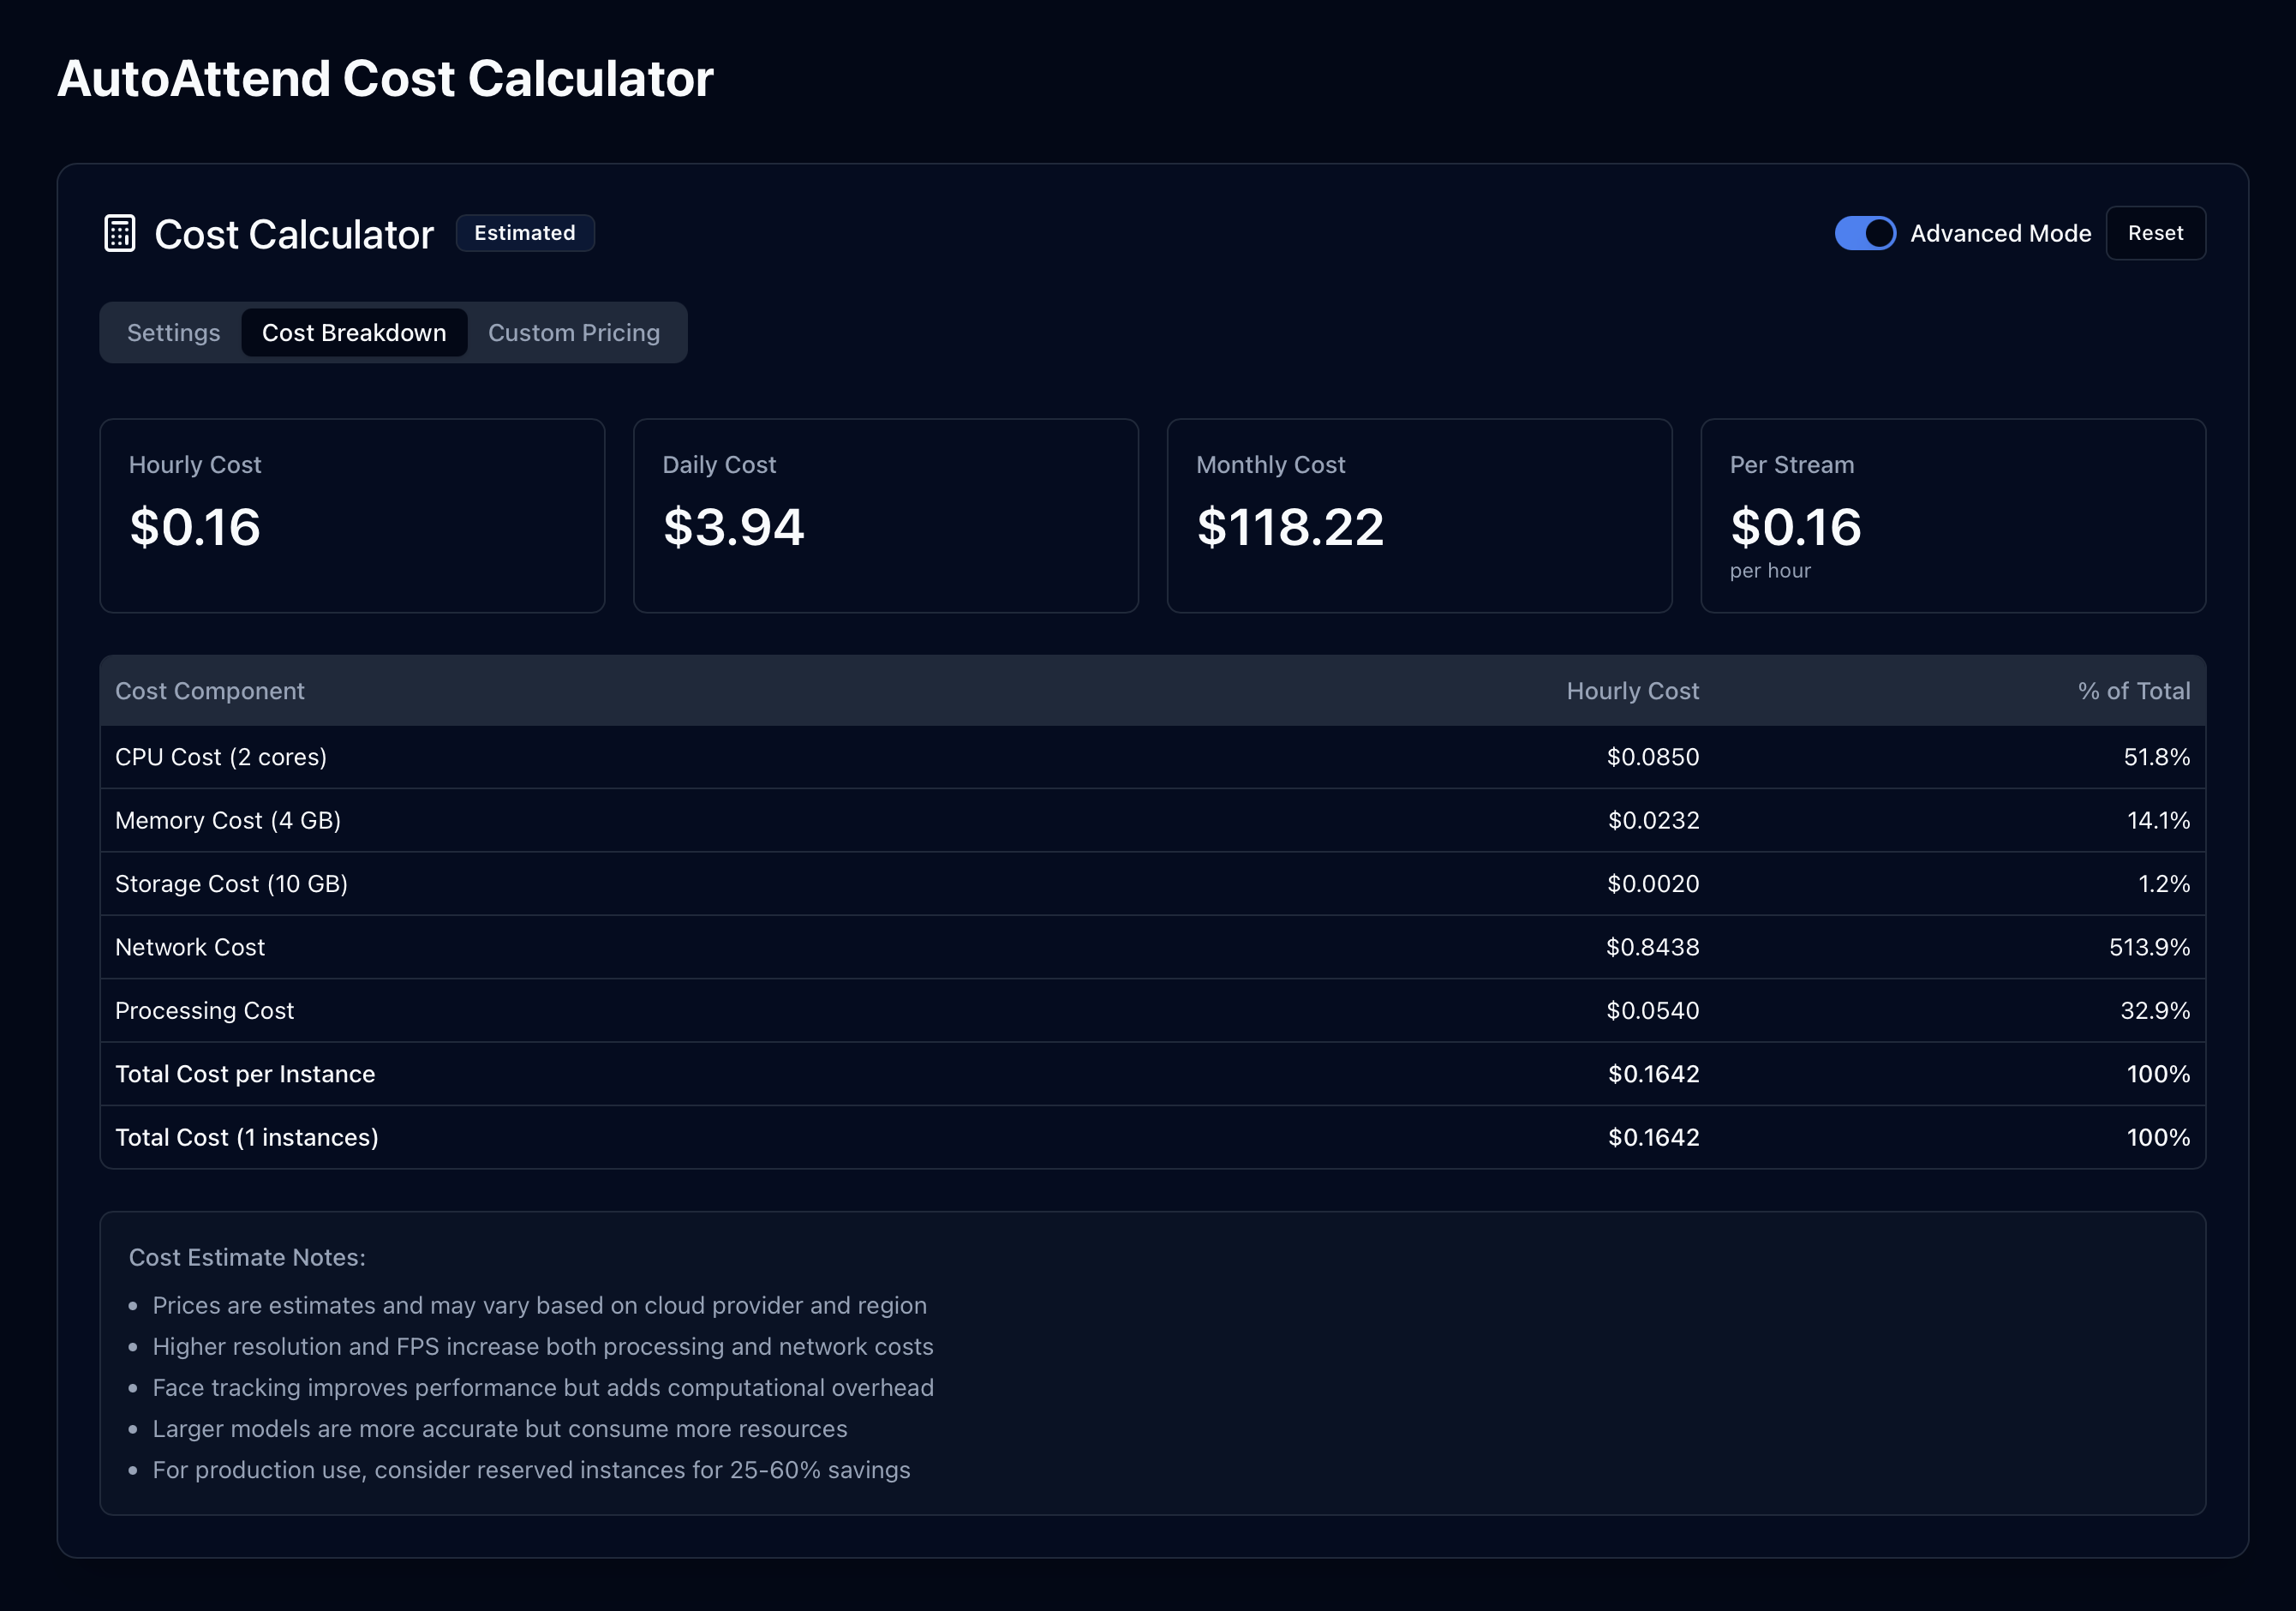 AutoAttend Cost Calculator
Cost Calculator Estimated Advanced Mode Reset
Settings Cost Breakdown Custom Pricing
Hourly Cost Daily Cost Monthly Cost Per Stream
$0.16 $3.94 $118.22 $0.16
per hour
Cost Component Hourly Cost % of Total
CPU Cost (2 cores) $0.0850 51.8%
Memory Cost (4 GB) $0.0232 14.1%
Storage Cost (10 GB) $0.0020 1.2%
Network Cost $0.8438 513.9%
Processing Cost $0.0540 32.9%
Total Cost per Instance $0.1642 100%
Total Cost (1 instances) $0.1642 100%
Cost Estimate Notes:
• Prices are estimates and may vary based on cloud provider and region
• Higher resolution and FPS increase both processing and network costs
• Face tracking improves performance but adds computational overhead
• Larger models are more accurate but consume more resources
• For production use, consider reserved instances for 25-60% savings